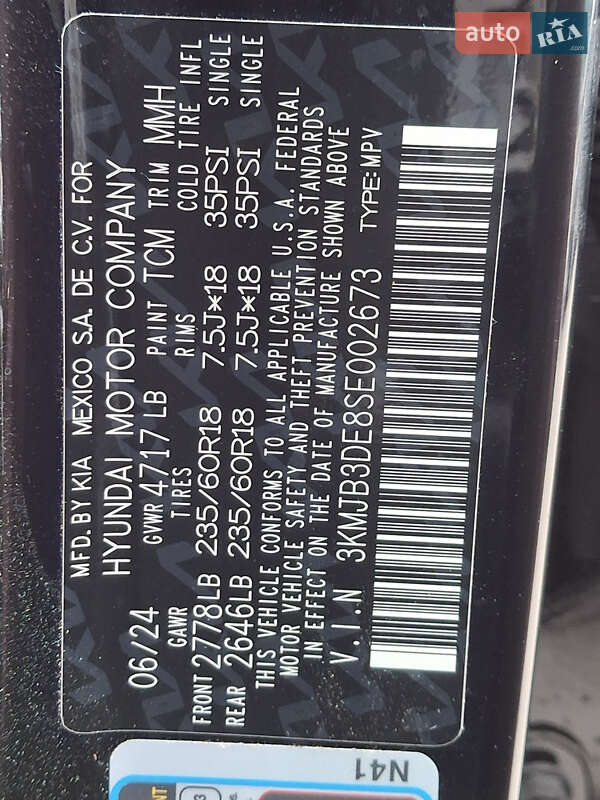 auto RIA.com
MFD. BY KIA MEXICO S.A. DE C.V. FOR
HYUNDAI MOTOR COMPANY
06/24 GVWR 4717 LB PAINT TCM TRIM MMH
GAWR TIRES RIMS COLD TIRE INFL
FRONT 2778LB 235/60R18 7.5J*18 35PSI SINGLE
REAR 2646LB 235/60R18 7.5J*18 35PSI SINGLE
THIS VEHICLE CONFORMS TO ALL APPLICABLE U.S.A. FEDERAL
MOTOR VEHICLE SAFETY AND THEFT PREVENTION STANDARDS
IN EFFECT ON THE DATE OF MANUFACTURE SHOWN ABOVE
V.I.N 3KMJB3DE8SE002673 TYPE:MPV
N41